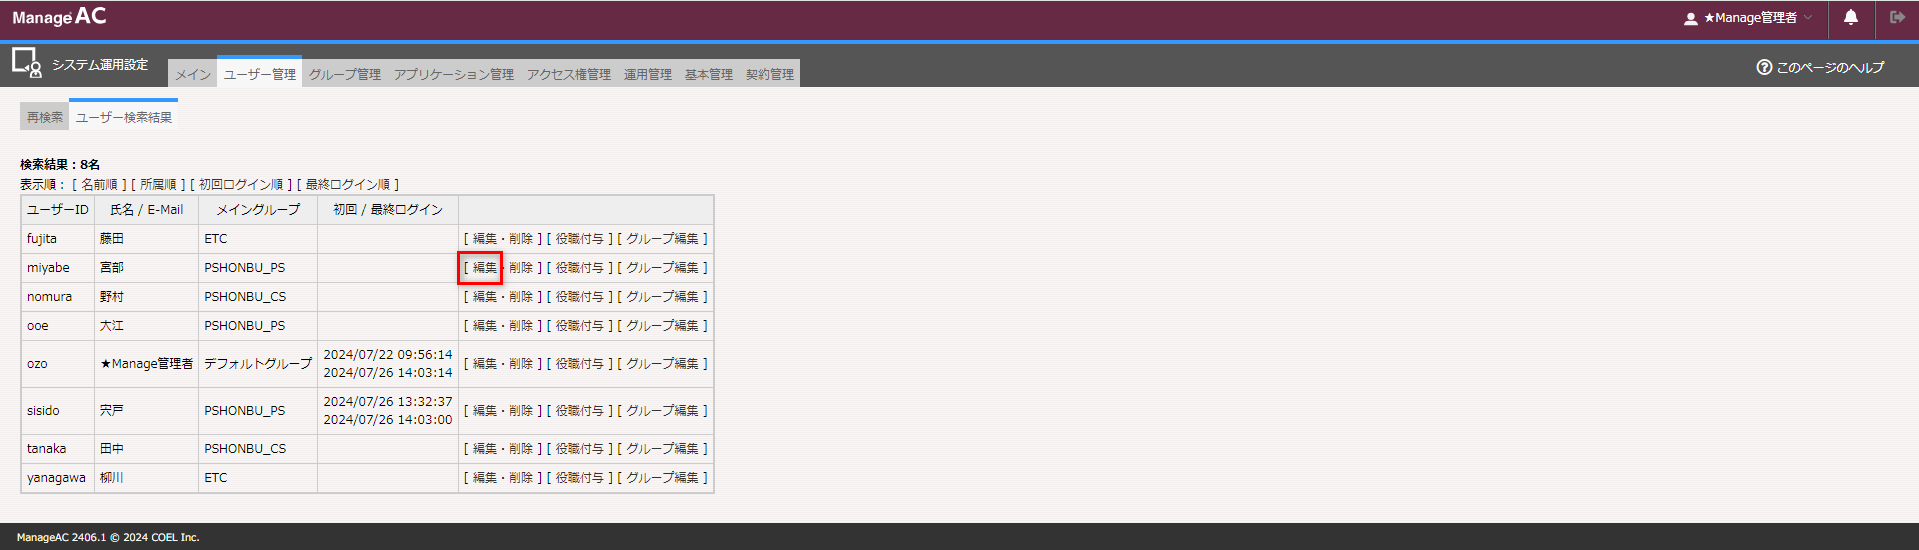 ManageAC
★Manage管理者
システム運用設定
メイン ユーザー管理 グループ管理 アプリケーション管理 アクセス権管理 運用管理 基本管理 契約管理
このページのヘルプ
再検索 ユーザー検索結果
検索結果：8名
表示順： [ 名前順 ] [ 所属順 ] [ 初回ログイン順 ] [ 最終ログイン順 ]
ユーザーID 氏名 / E-Mail メイングループ 初回 / 最終ログイン
fujita 藤田 ETC [ 編集・削除 ] [ 役職付与 ] [ グループ編集 ]
miyabe 宮部 PSHONBU_PS [ 編集・削除 ] [ 役職付与 ] [ グループ編集 ]
nomura 野村 PSHONBU_CS [ 編集・削除 ] [ 役職付与 ] [ グループ編集 ]
ooe 大江 PSHONBU_PS [ 編集・削除 ] [ 役職付与 ] [ グループ編集 ]
ozo ★Manage管理者 デフォルトグループ 2024/07/22 09:56:14
2024/07/26 14:03:14 [ 編集・削除 ] [ 役職付与 ] [ グループ編集 ]
sisido 宍戸 PSHONBU_PS 2024/07/26 13:32:37
2024/07/26 14:03:00 [ 編集・削除 ] [ 役職付与 ] [ グループ編集 ]
tanaka 田中 PSHONBU_CS [ 編集・削除 ] [ 役職付与 ] [ グループ編集 ]
yanagawa 柳川 ETC [ 編集・削除 ] [ 役職付与 ] [ グループ編集 ]
ManageAC 2406.1 © 2024 COEL Inc.